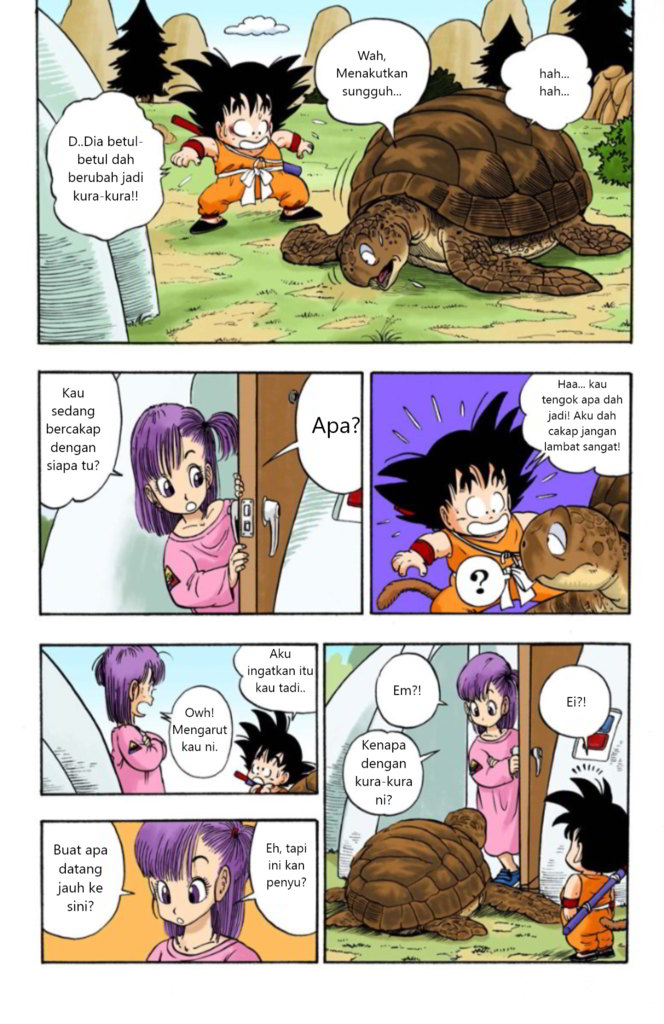 D..Dia betul-
betul dah
berubah jadi
kura-kura!!
Wah,
Menakutkan
sungguh...
hah...
hah...
Kau
sedang
bercakap
dengan
siapa tu?
Apa?
Haa... kau
tengok apa dah
jadi! Aku dah
cakap jangan
lambat sangat!
?
Owh!
Mengarut
kau ni.
Aku
ingatkan itu
kau tadi..
Em?!
Kenapa
dengan
kura-kura
ni?
Ei?!
Buat apa
datang
jauh ke
sini?
Eh, tapi
ini kan
penyu?